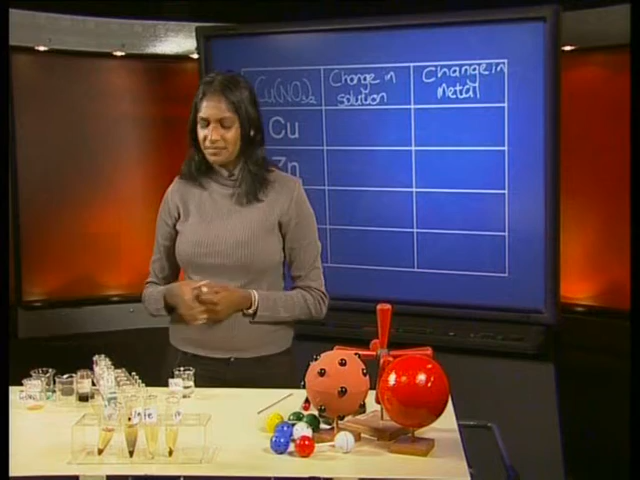 Cu(NO3)2
Change in
solution
Change in
Metal
Cu
Zn